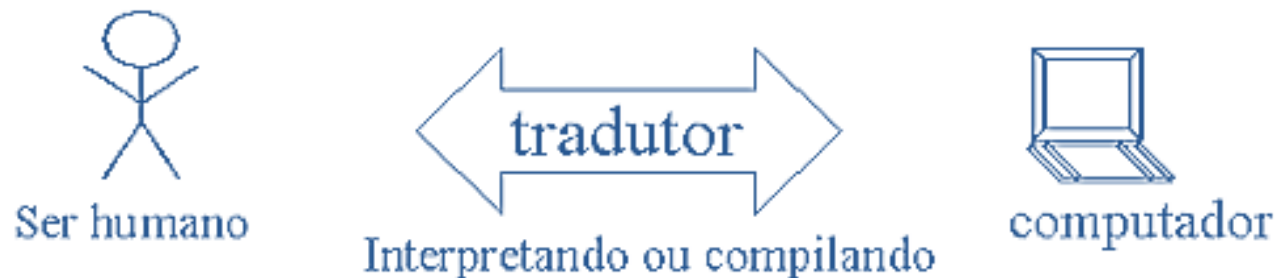 tradutor
Ser humano
computador
Interpretando ou compilando